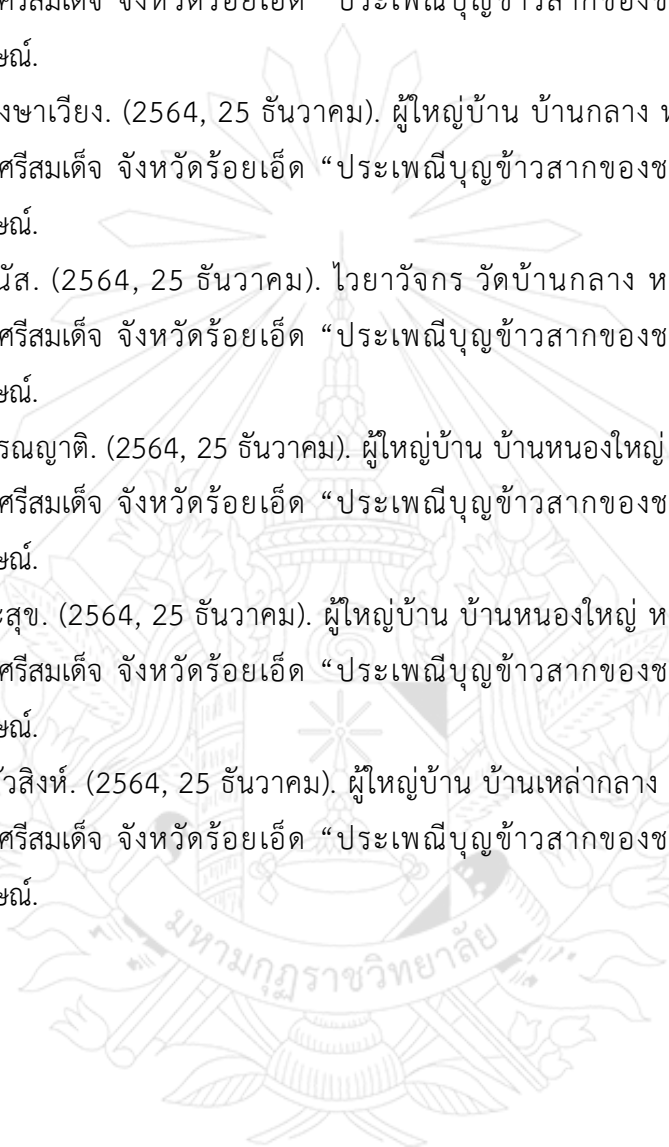 ศรีสมเด็จ จังหวัดร้อยเอ็ด “ประเพณีบุญข้าวสากของช
ษณ์.
งษาเวียง. (2564, 25 ธันวาคม). ผู้ใหญ่บ้าน บ้านกลาง ห
ศรีสมเด็จ จังหวัดร้อยเอ็ด “ประเพณีบุญข้าวสากของช
ษณ์.
นัส. (2564, 25 ธันวาคม). ไวยาวัจกร วัดบ้านกลาง ห
ศรีสมเด็จ จังหวัดร้อยเอ็ด “ประเพณีบุญข้าวสากของช
ษณ์.
รณญาติ. (2564, 25 ธันวาคม). ผู้ใหญ่บ้าน บ้านหนองใหญ่
ศรีสมเด็จ จังหวัดร้อยเอ็ด “ประเพณีบุญข้าวสากของช
ษณ์.
ะสุข. (2564, 25 ธันวาคม). ผู้ใหญ่บ้าน บ้านหนองใหญ่ ห
ศรีสมเด็จ จังหวัดร้อยเอ็ด “ประเพณีบุญข้าวสากของช
ษณ์.
ัวสิงห์. (2564, 25 ธันวาคม). ผู้ใหญ่บ้าน บ้านเหล่ากลาง
ศรีสมเด็จ จังหวัดร้อยเอ็ด “ประเพณีบุญข้าวสากของช
ษณ์.
มหามกุฏราชวิทยาลัย